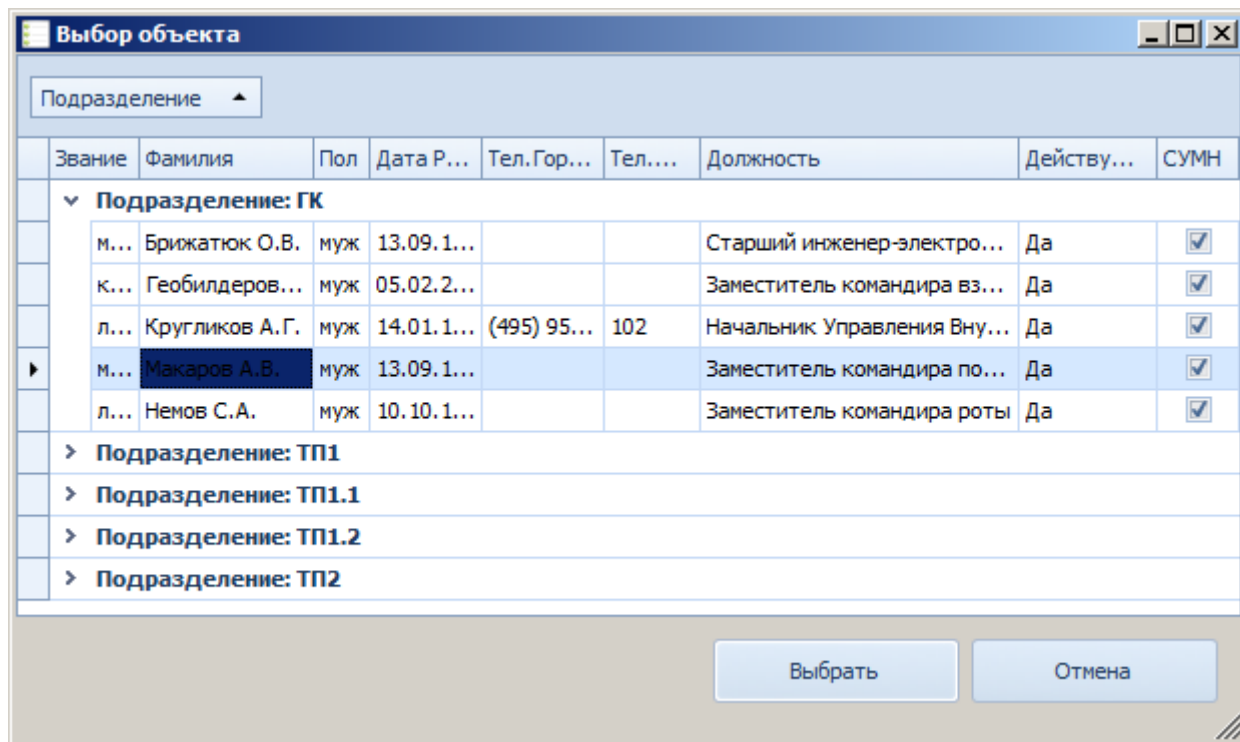 Выбор объекта
Подразделение
Звание Фамилия Пол Дата Р... Тел.Гор... Тел.... Должность Действу... СУМН
Подразделение: ГК
м... Брижатюк О.В. муж 13.09.1... Старший инженер-электро... Да
к... Геобилдеров... муж 05.02.2... Заместитель командира вз... Да
л... Кругликов А.Г. муж 14.01.1... (495) 95... 102 Начальник Управления Вну... Да
м... Макаров А.В. муж 13.09.1... Заместитель командира по... Да
л... Немов С.А. муж 10.10.1... Заместитель командира роты Да
Подразделение: ТП1
Подразделение: ТП1.1
Подразделение: ТП1.2
Подразделение: ТП2
Выбрать Отмена